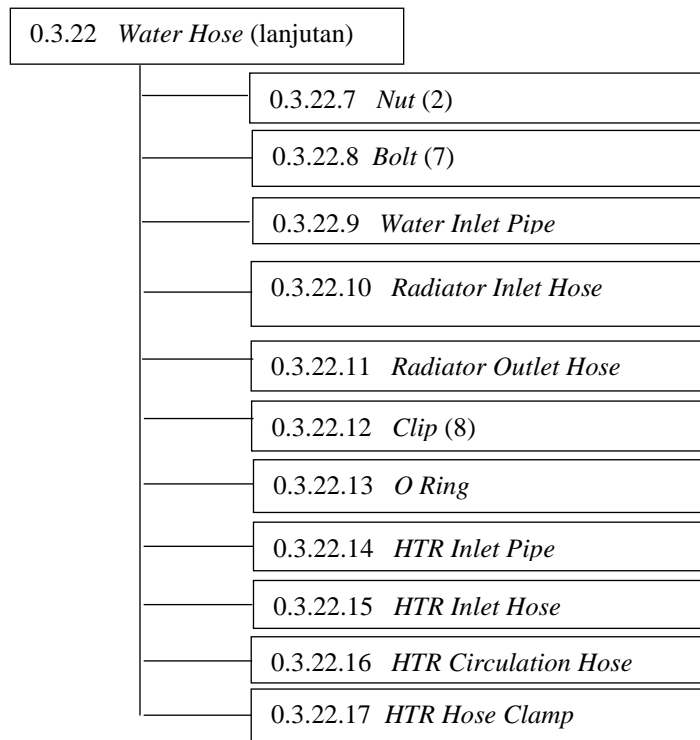 0.3.22 Water Hose (lanjutan)
0.3.22.7 Nut (2)
0.3.22.8 Bolt (7)
0.3.22.9 Water Inlet Pipe
0.3.22.10 Radiator Inlet Hose
0.3.22.11 Radiator Outlet Hose
0.3.22.12 Clip (8)
0.3.22.13 O Ring
0.3.22.14 HTR Inlet Pipe
0.3.22.15 HTR Inlet Hose
0.3.22.16 HTR Circulation Hose
0.3.22.17 HTR Hose Clamp